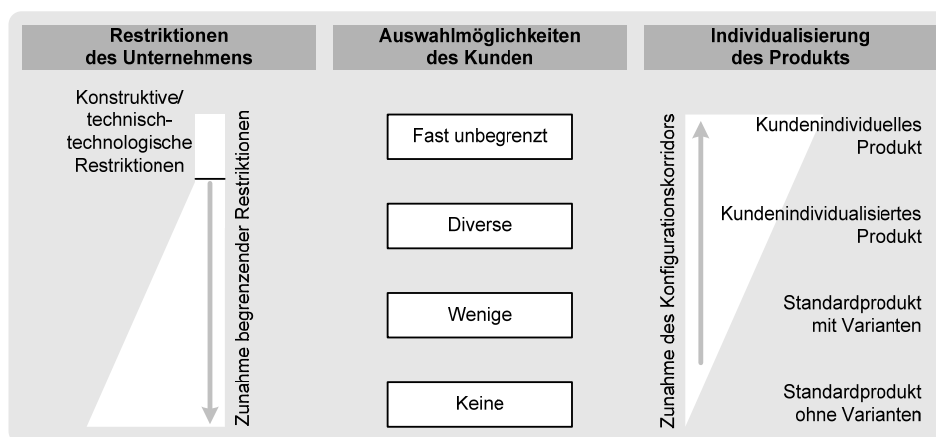 Restriktionen
des Unternehmens
Auswahlmöglichkeiten
des Kunden
Individualisierung
des Produkts
Konstruktive/
technisch-
technologische
Restriktionen
Zunahme begrenzender Restriktionen
Fast unbegrenzt
Diverse
Wenige
Keine
Zunahme des Konfigurationskorridors
Kundenindividuelles
Produkt
Kundenindividualisiertes
Produkt
Standardprodukt
mit Varianten
Standardprodukt
ohne Varianten